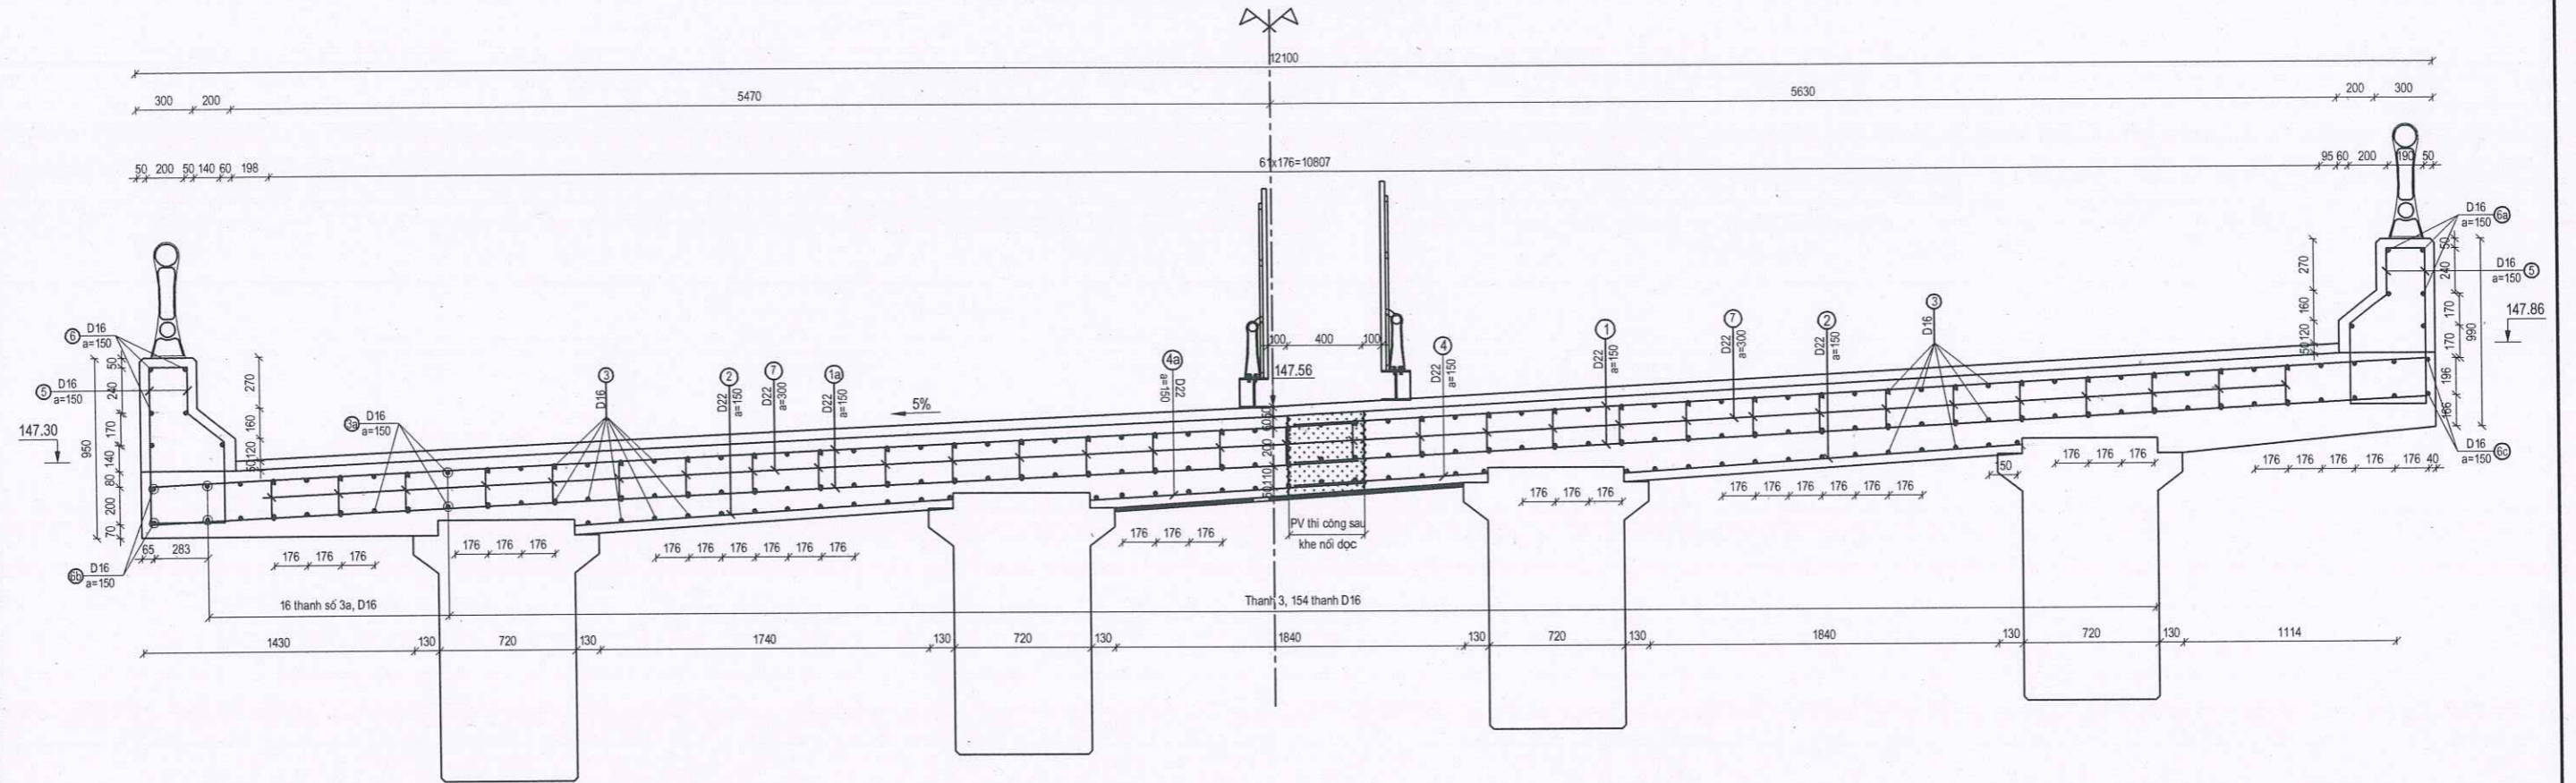 12100
300 200 5470 5630 200 300
50 200 50 140 60 198 61x176=10807 95 60 200 190 50
D16
a=150
6a
D16
a=150
5
147.86
50
240
170
170
990
196
166
270
160
120
50
D16
a=150
6c
6
D16
a=150
5
D16
a=150
147.30
950
50
240
170
140
80
200
70
270
160
120
50
3a
D16
a=150
3
D16
2
D22
a=150
7
D22
a=300
1a
D22
a=150
5%
4a
D22
a=150
100 400 100
147.56
200
110
50
4
D22
a=150
1
D22
a=150
7
D22
a=300
2
D22
a=150
3
D16
65 283
6b
D16
a=150
176 176 176
176 176 176
176 176 176 176 176 176
176 176 176
PV thi công sau
khe nối dọc
176 176 176
176 176 176 176 176 176
150
176 176 176
176 176 176 176 176 40
16 thanh số 3a, D16
Thanh 3, 154 thanh D16
1430 130 720 130 1740 130 720 130 1840 130 720 130 1840 130 720 130 1114